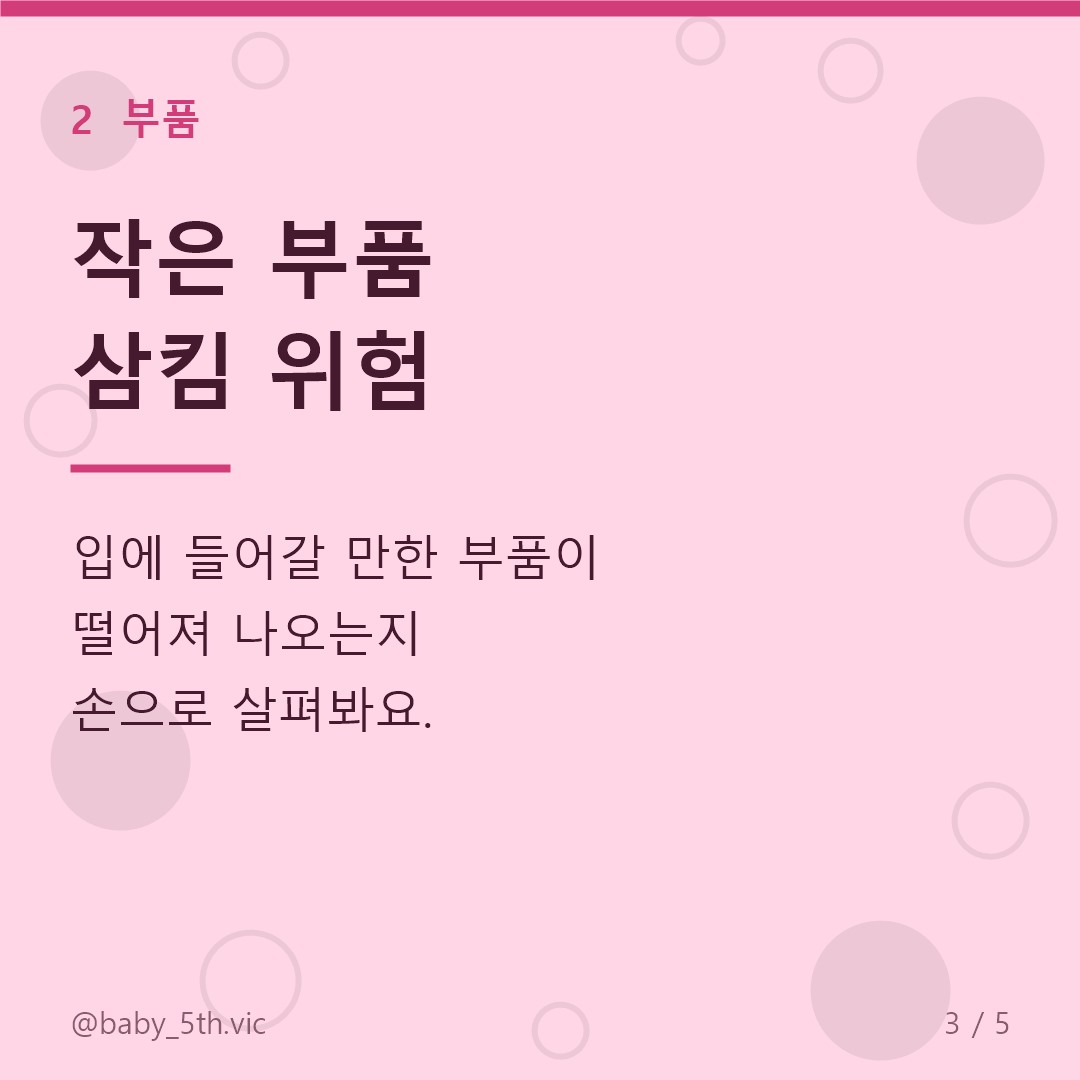 2 부품
작은 부품
삼킴 위험
입에 들어갈 만한 부품이
떨어져 나오는지
손으로 살펴봐요.
@baby_5th.vic
3 / 5